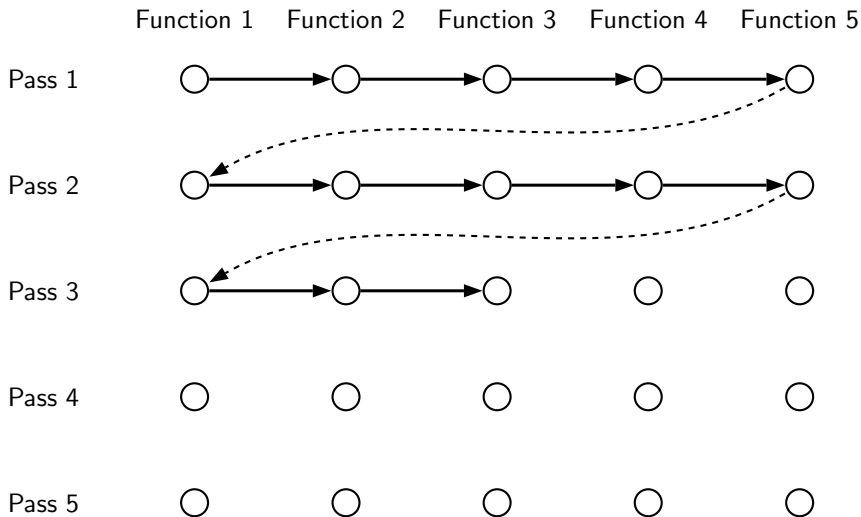 Function 1 Function 2 Function 3 Function 4 Function 5
Pass 1
Pass 2
Pass 3
Pass 4
Pass 5